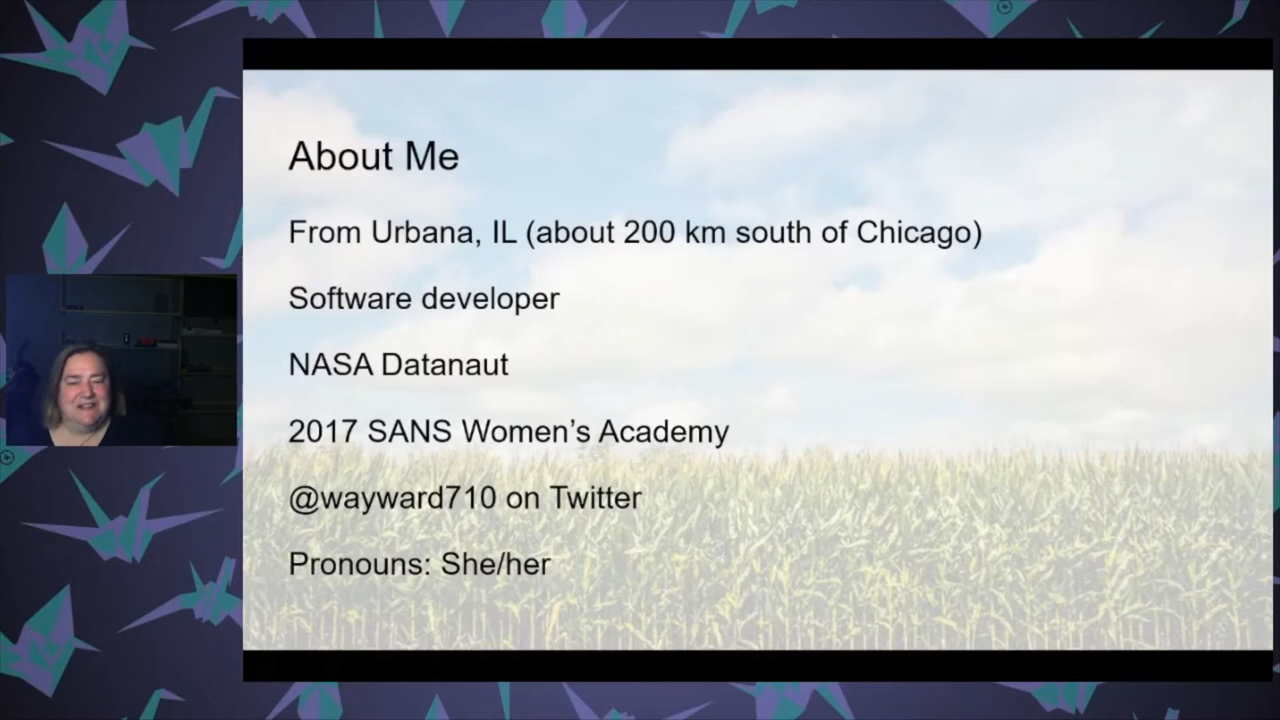 About Me
From Urbana, IL (about 200 km south of Chicago)
Software developer
NASA Datanaut
2017 SANS Women’s Academy
@wayward710 on Twitter
Pronouns: She/her